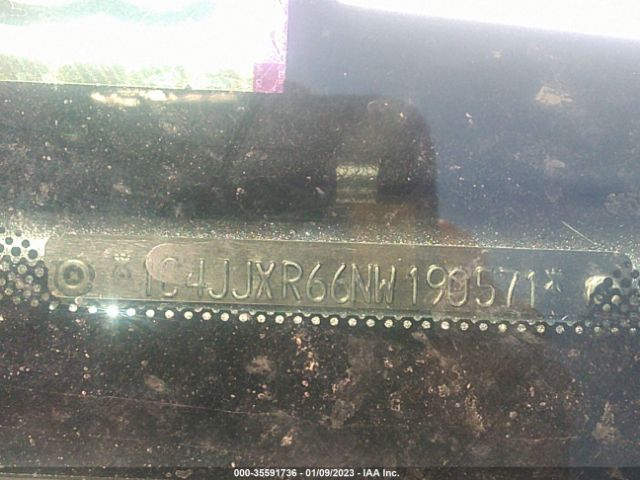 *1C4JJXR66NW190571*
000-35591736 - 01/09/2023 - IAA Inc.